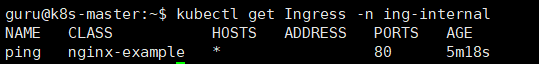 guru@k8s-master:~$ kubectl get Ingress -n ing-internal
NAME   CLASS           HOSTS   ADDRESS   PORTS   AGE
ping   nginx-example   *                 80      5m18s